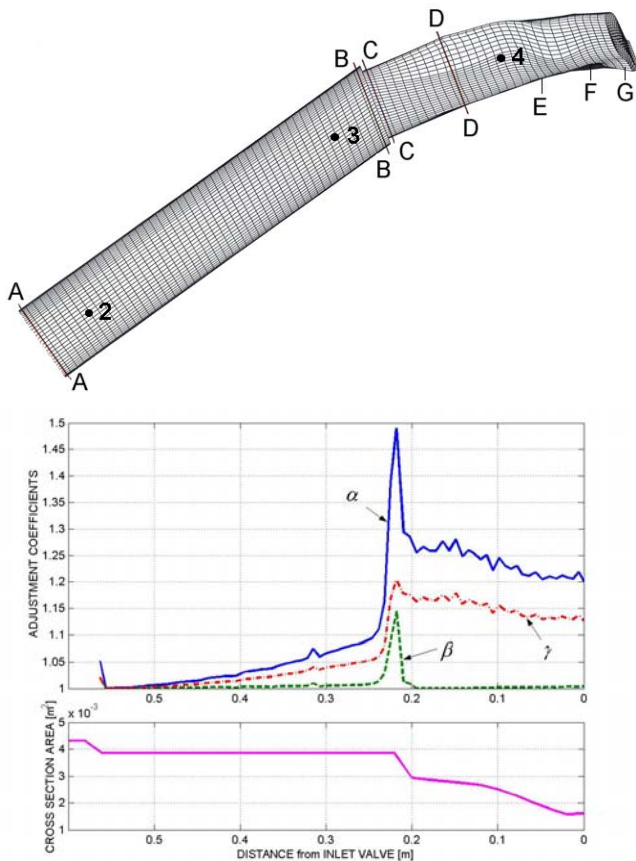 D
B
C
4
E
F
G
D
3
C
B
A
2
A
1.5
1.45
1.4
1.35
1.3
1.25
1.2
1.15
1.1
1.05
1
ADJUSTMENT COEFFICIENTS
α
β
γ
0.5
0.4
0.3
0.2
0.1
0
x 10⁻³
5
4
3
2
1
CROSS SECTION AREA [m²]
0.5
0.4
0.3
0.2
0.1
0
DISTANCE from INLET VALVE [m]